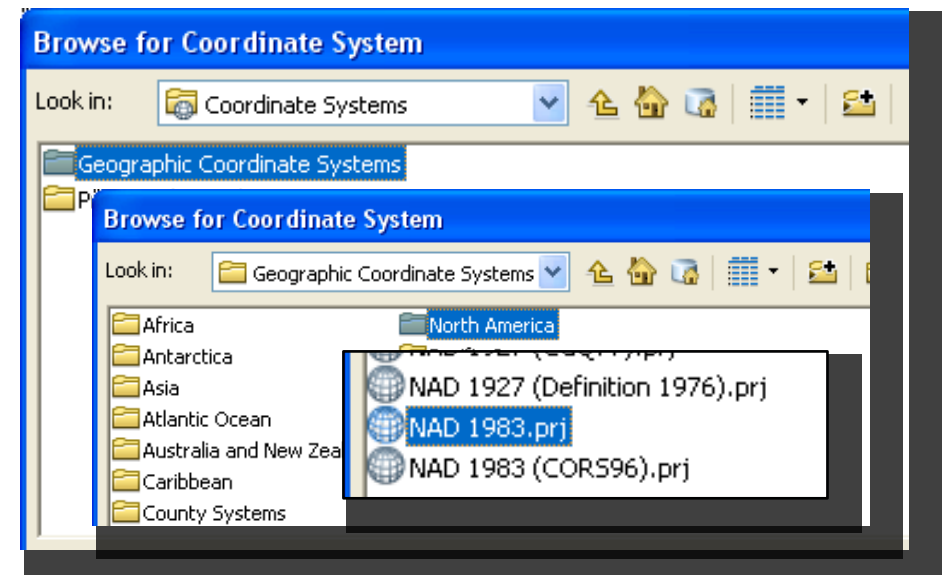 Browse for Coordinate System
Look in: Coordinate Systems
Geographic Coordinate Systems
Browse for Coordinate System
Look in: Geographic Coordinate Systems
Africa North America
Antarctica
Asia
Atlantic Ocean
Australia and New Zea
Caribbean
County Systems
NAD 1927 (Definition 1976).prj
NAD 1983.prj
NAD 1983 (CORS96).prj